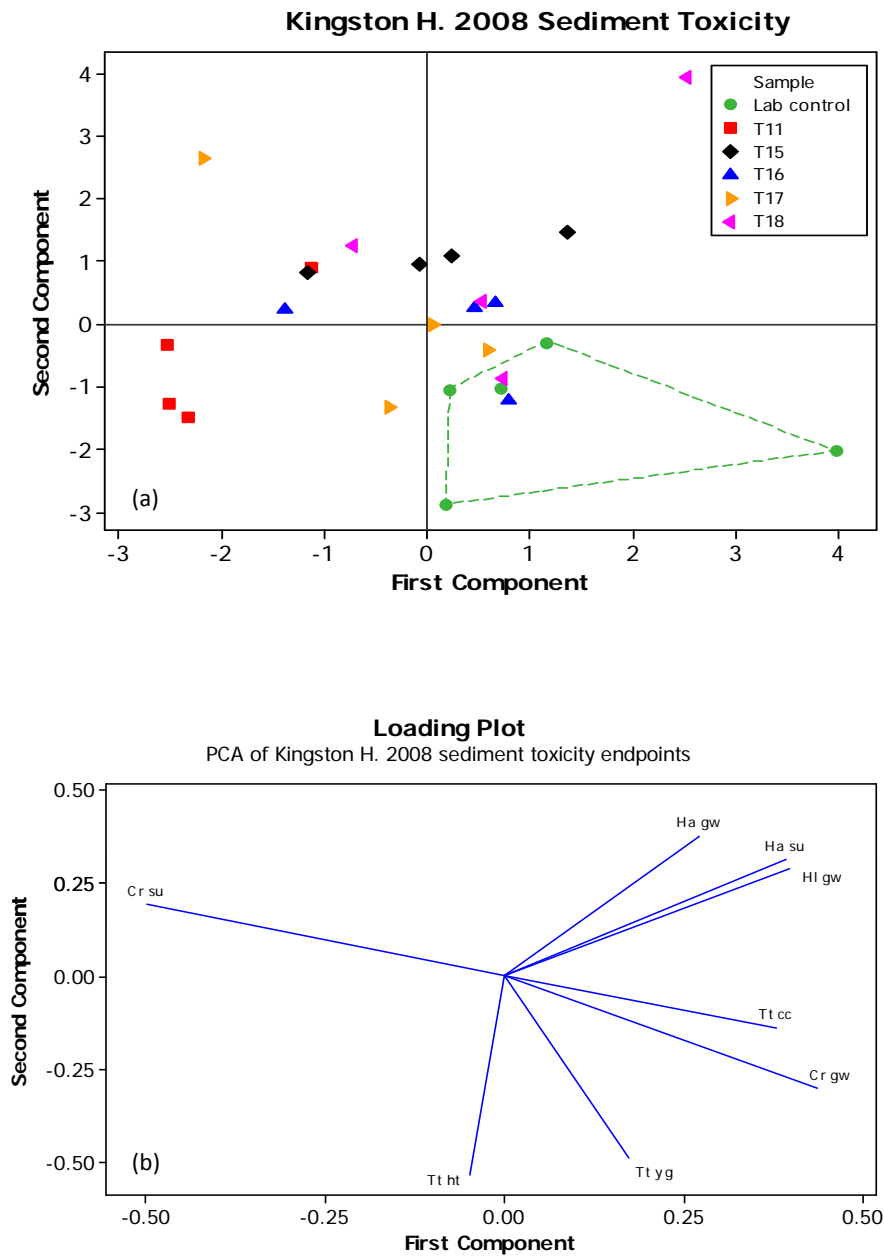 Kingston H. 2008 Sediment Toxicity
4
3
2
1
0
-1
-2
-3
Second Component
Sample
Lab control
T11
T15
T16
T17
T18
(a)
-3 -2 -1 0 1 2 3 4
First Component
Loading Plot
PCA of Kingston H. 2008 sediment toxicity endpoints
0.50
0.25
0.00
-0.25
-0.50
Second Component
Ha gw
Ha su
HI gw
Cr su
Tt cc
Cr gw
Tt yg
Tt ht
(b)
-0.50 -0.25 0.00 0.25 0.50
First Component